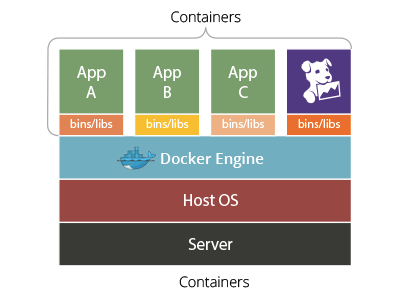 Containers
App
A
App
B
App
C
bins/libs
bins/libs
bins/libs
bins/libs
Docker Engine
Host OS
Server
Containers